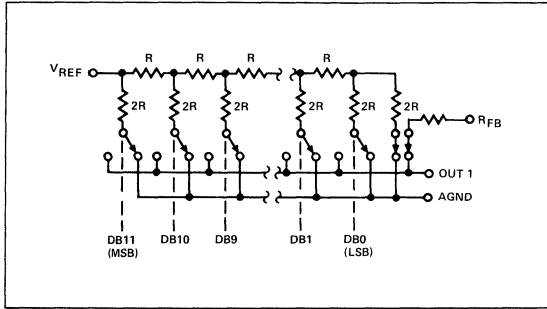 R R R R
VREF
2R 2R 2R 2R 2R 2R
RFB
OUT 1
AGND
DB11 DB10 DB9 DB1 DB0
(MSB) (LSB)